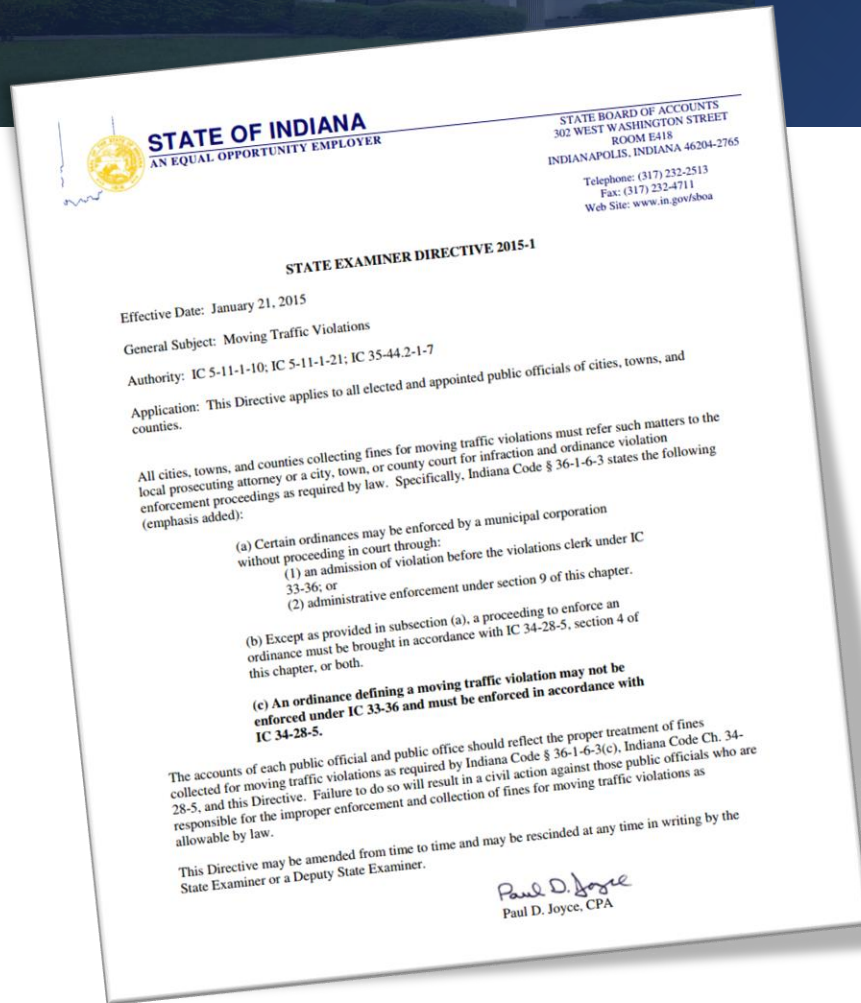 STATE OF INDIANA
AN EQUAL OPPORTUNITY EMPLOYER
STATE BOARD OF ACCOUNTS
302 WEST WASHINGTON STREET
ROOM E418
INDIANAPOLIS, INDIANA 46204-2765
Telephone: (317) 232-2513
Fax: (317) 232-4711
Web Site: www.in.gov/sboa
STATE EXAMINER DIRECTIVE 2015-1
Effective Date: January 21, 2015
General Subject: Moving Traffic Violations
Authority: IC 5-11-1-10; IC 5-11-1-21; IC 35-44.2-1-7
Application: This Directive applies to all elected and appointed public officials of cities, towns, and
counties.
All cities, towns, and counties collecting fines for moving traffic violations must refer such matters to the
local prosecuting attorney or a city, town, or county court for infraction and ordinance violation
enforcement proceedings as required by law. Specifically, Indiana Code § 36-1-6-3 states the following
(emphasis added):
(a) Certain ordinances may be enforced by a municipal corporation
without proceeding in court through:
(1) an admission of violation before the violations clerk under IC
33-36; or
(2) administrative enforcement under section 9 of this chapter.
(b) Except as provided in subsection (a), a proceeding to enforce an
ordinance must be brought in accordance with IC 34-28-5, section 4 of
this chapter, or both.
(c) An ordinance defining a moving traffic violation may not be
enforced under IC 33-36 and must be enforced in accordance with
IC 34-28-5.
The accounts of each public official and public office should reflect the proper treatment of fines
collected for moving traffic violations as required by Indiana Code § 36-1-6-3(c), Indiana Code Ch. 34-
28-5, and this Directive. Failure to do so will result in a civil action against those public officials who are
responsible for the improper enforcement and collection of fines for moving traffic violations as
allowable by law.
This Directive may be amended from time to time and may be rescinded at any time in writing by the
State Examiner or a Deputy State Examiner.
Paul D. Joyce
Paul D. Joyce, CPA